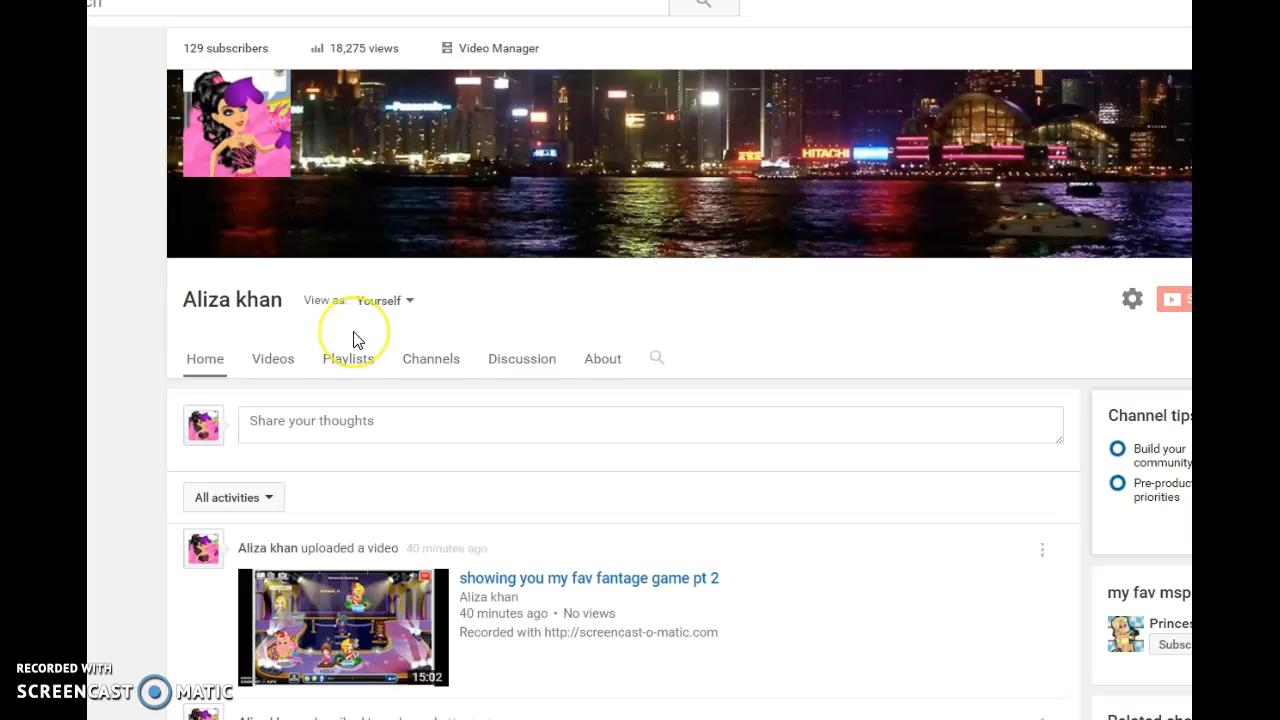 129 subscribers 18,275 views Video Manager
Panasonic
HITACHI
Aliza khan View as: Yourself
Home Videos Playlists Channels Discussion About
Share your thoughts
Channel tips
Build your
community
Pre-produc
priorities
All activities
Aliza khan uploaded a video 40 minutes ago
showing you my fav fantage game pt 2
Aliza khan
40 minutes ago • No views
Recorded with http://screencast-o-matic.com
15:02
my fav msp
Princes
Subsc
RECORDED WITH
SCREENCAST MATIC